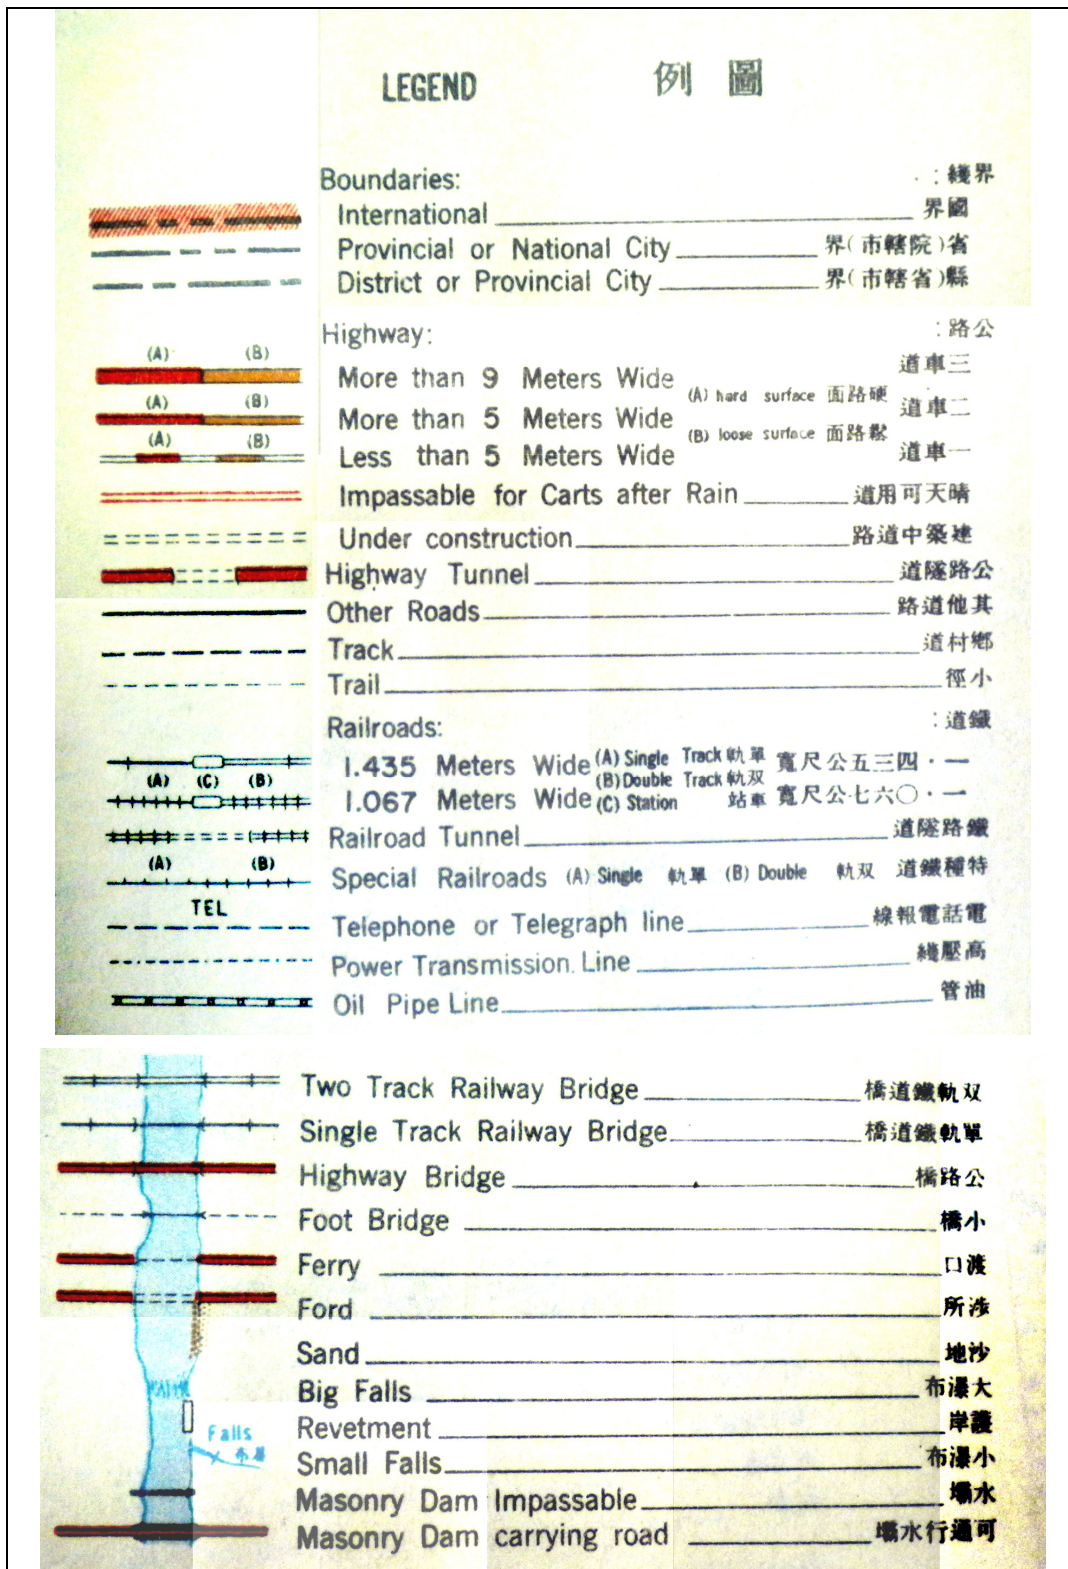 LEGEND 圖例
Boundaries: 界綫:
International 國界
Provincial or National City 省(院轄市)界
District or Provincial City 縣(省轄市)界
Highway: 公路:
(A) (B)
More than 9 Meters Wide 三車道
(A) hard surface 硬路面
(A) (B)
More than 5 Meters Wide 二車道
(B) loose surface 鬆路面
(A) (B)
Less than 5 Meters Wide 一車道
Impassable for Carts after Rain 晴天可用道
Under construction 建築中道路
Highway Tunnel 公路隧道
Other Roads 其他道路
Track 鄉村道
Trail 小徑
Railroads: 鐵道:
1.435 Meters Wide (A) Single Track 單軌 一·四三五公尺寬
(A) (C) (B)
(B) Double Track 双軌
1.067 Meters Wide (C) Station 車站 一·〇六七公尺寬
Railroad Tunnel 鐵路隧道
(A) (B)
Special Railroads (A) Single 單軌 (B) Double 双軌 特種鐵道
TEL
Telephone or Telegraph line 電話電報線
Power Transmission Line 高壓綫
Oil Pipe Line 油管
Two Track Railway Bridge 双軌鐵道橋
Single Track Railway Bridge 單軌鐵道橋
Highway Bridge 公路橋
Foot Bridge 小橋
Ferry 渡口
Ford 涉所
Sand 沙地
Big Falls 大瀑布
Revetment 護岸
Falls
瀑布
Small Falls 小瀑布
Masonry Dam Impassable 水壩
Masonry Dam carrying road 可通行水壩